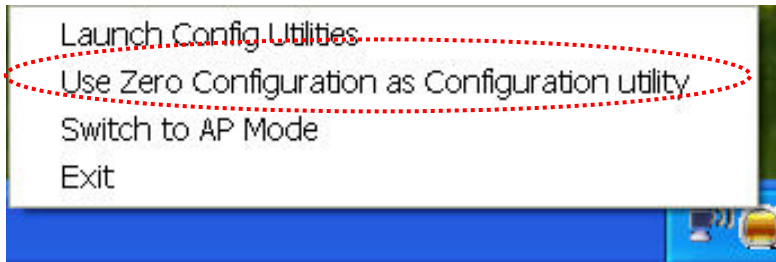 Launch Config Utilities
Use Zero Configuration as Configuration utility
Switch to AP Mode
Exit